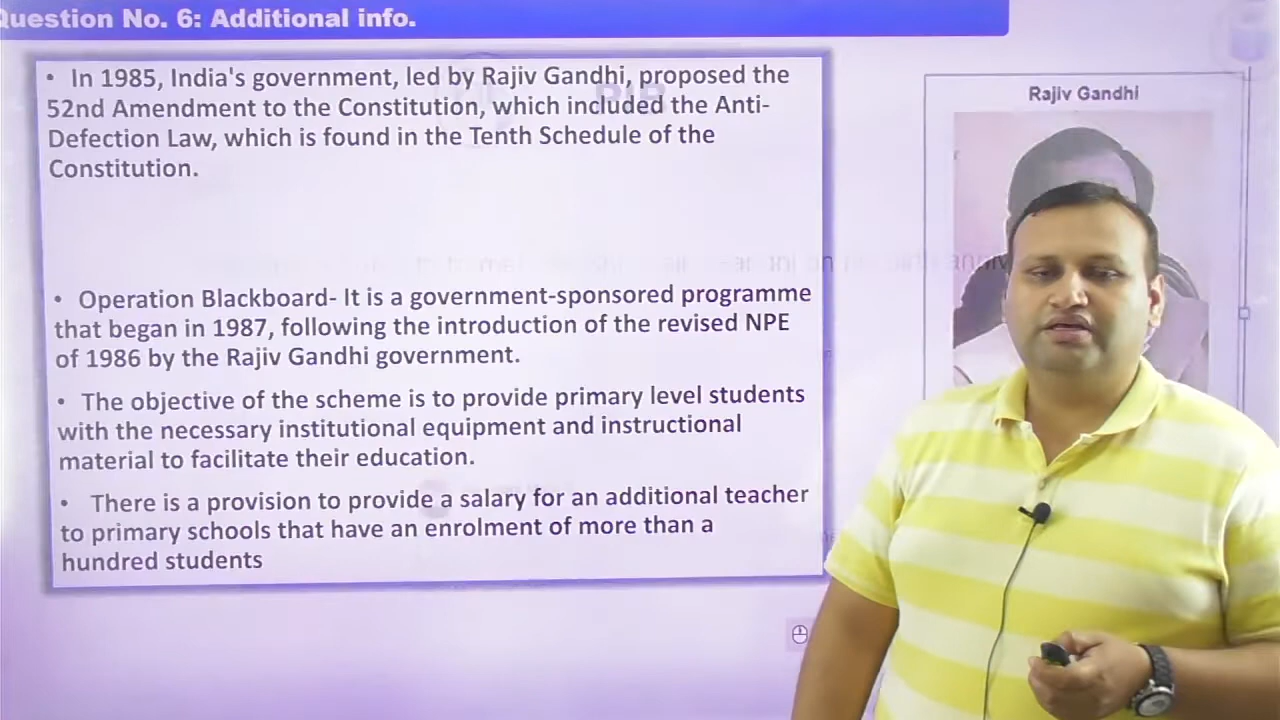 Question No. 6: Additional info.
• In 1985, India's government, led by Rajiv Gandhi, proposed the
52nd Amendment to the Constitution, which included the Anti-
Defection Law, which is found in the Tenth Schedule of the
Constitution.
• Operation Blackboard- It is a government-sponsored programme
that began in 1987, following the introduction of the revised NPE
of 1986 by the Rajiv Gandhi government.
• The objective of the scheme is to provide primary level students
with the necessary institutional equipment and instructional
material to facilitate their education.
• There is a provision to provide a salary for an additional teacher
to primary schools that have an enrolment of more than a
hundred students
Rajiv Gandhi
PIB